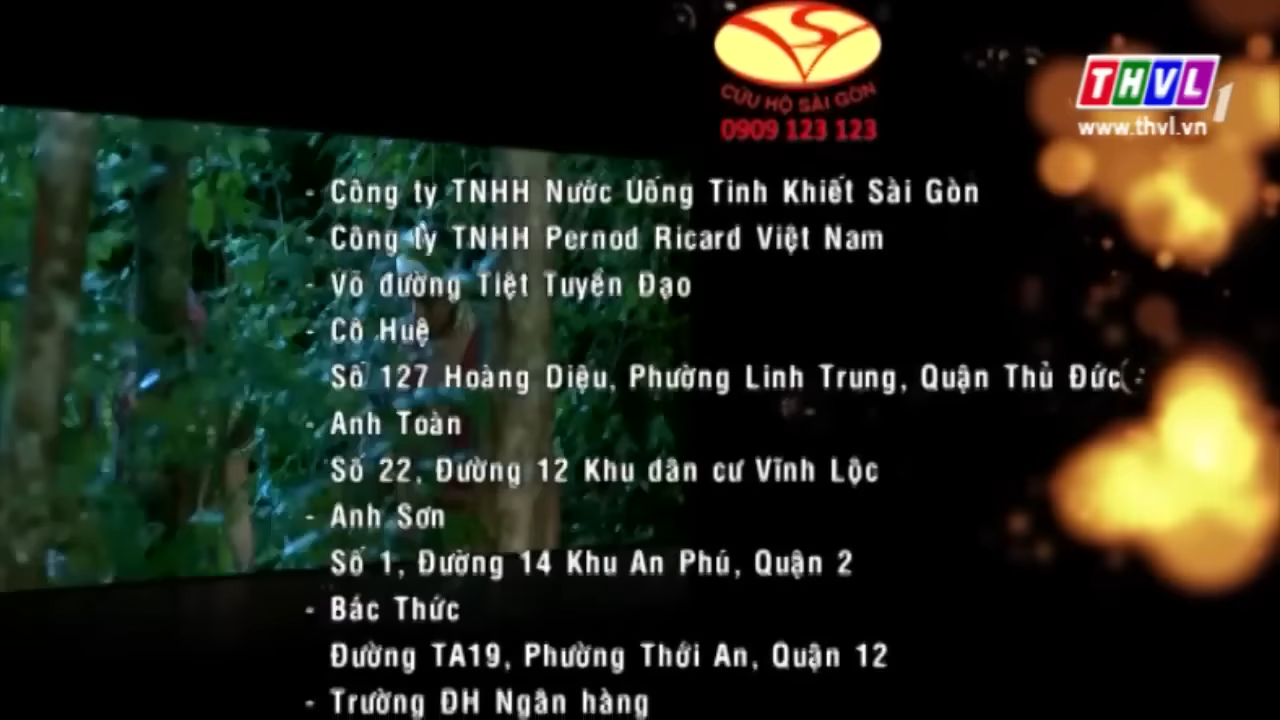 CỨU HỘ SÀI GÒN
0909 123 123
THVL 1
www.thvl.vn
- Công ty TNHH Nước Uống Tinh Khiết Sài Gòn
- Công ty TNHH Pernod Ricard Việt Nam
- Võ đường Tiệt Tuyển Đạo
- Cô Huệ
Số 127 Hoàng Diệu, Phường Linh Trung, Quận Thủ Đức
- Anh Toàn
Số 22, Đường 12 Khu dân cư Vĩnh Lộc
- Anh Sơn
Số 1, Đường 14 Khu An Phú, Quận 2
- Bác Thức
Đường TA19, Phường Thới An, Quận 12
- Trường ĐH Ngân hàng